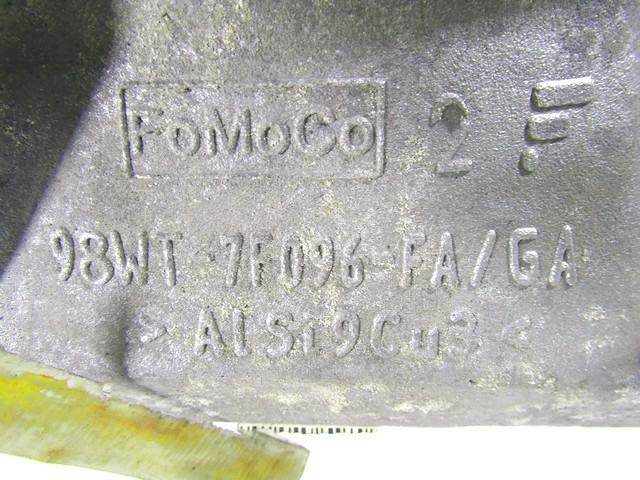 FoMoCo 2 F
98WT-7F096-FA/GA
>AlSi9Cu3<